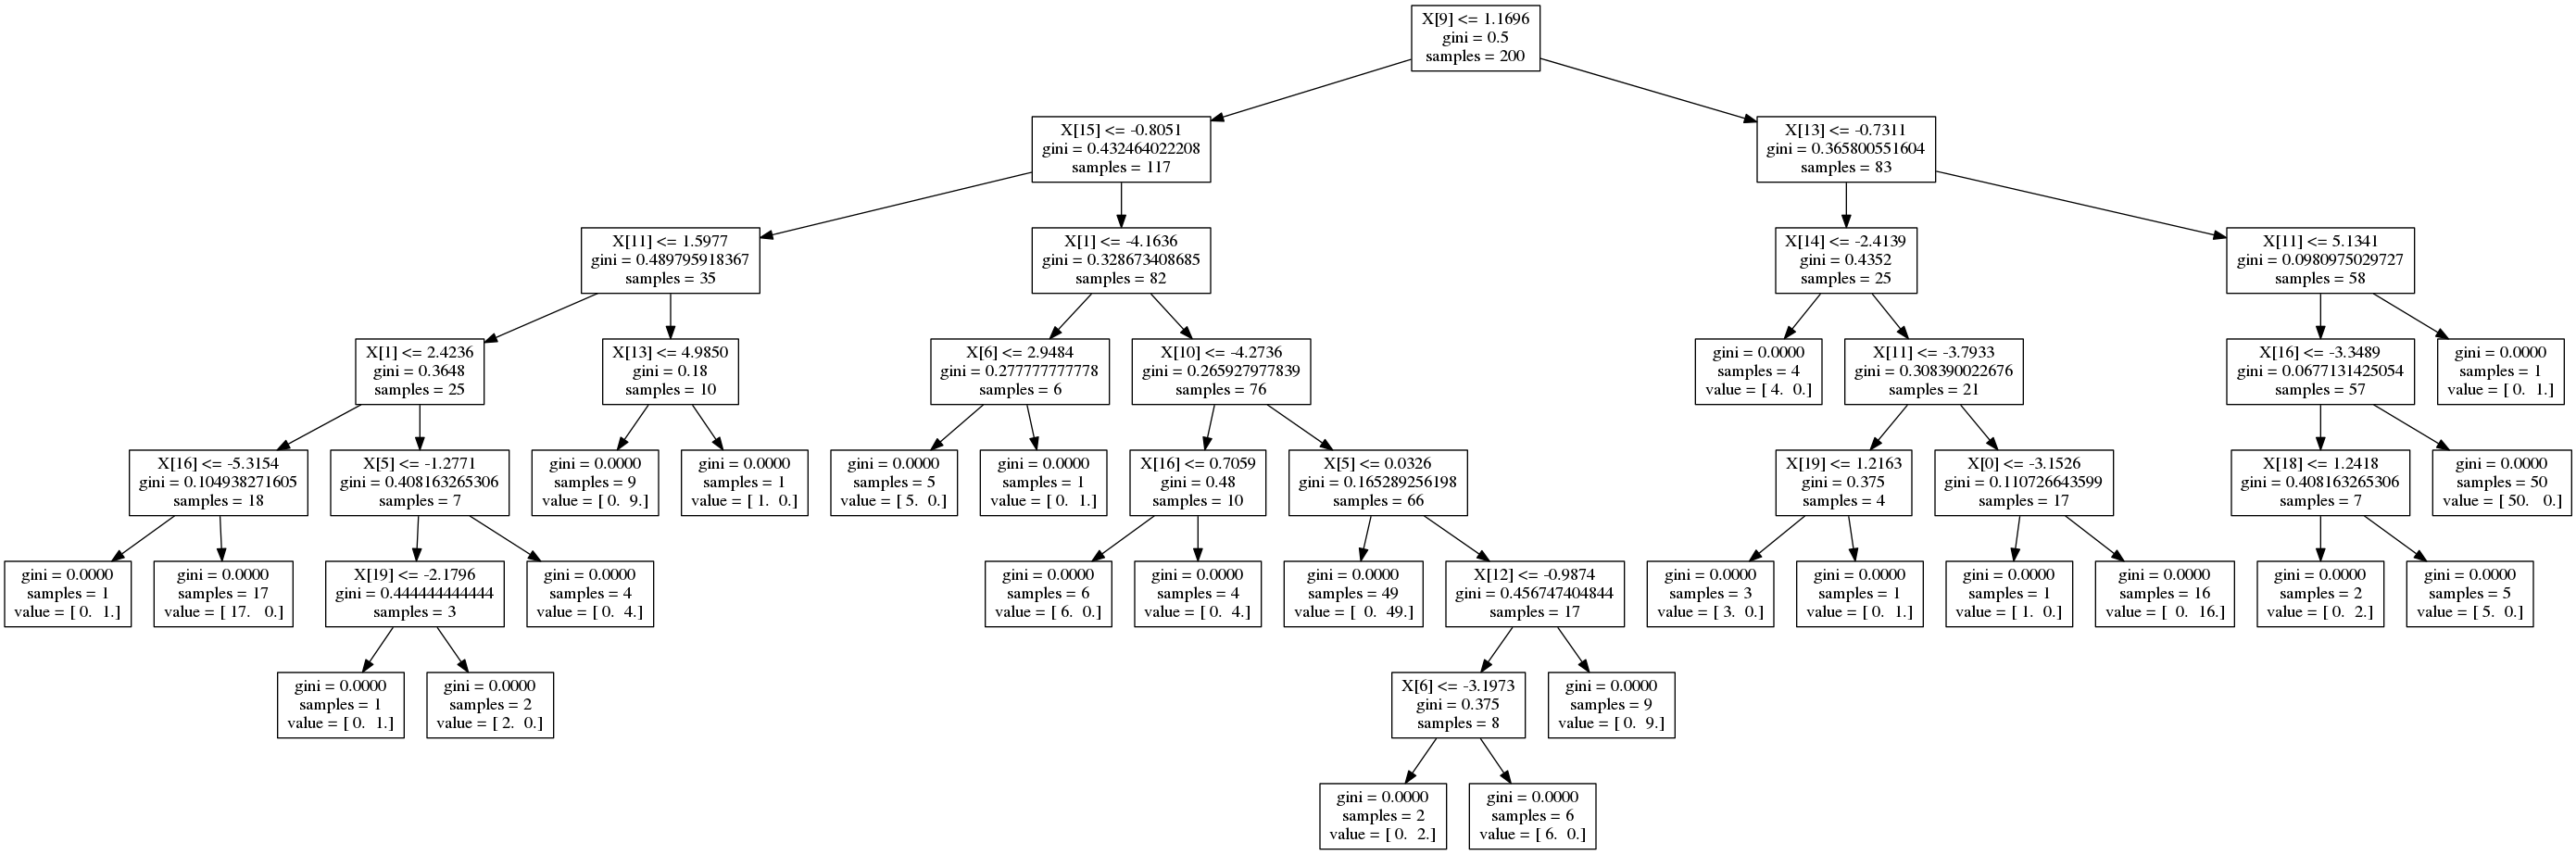 X[9] <= 1.1696
gini = 0.5
samples = 200
X[15] <= -0.8051
gini = 0.432464022208
samples = 117
X[13] <= -0.7311
gini = 0.365800551604
samples = 83
X[11] <= 1.5977
gini = 0.489795918367
samples = 35
X[1] <= -4.1636
gini = 0.328673408685
samples = 82
X[14] <= -2.4139
gini = 0.4352
samples = 25
X[11] <= 5.1341
gini = 0.0980975029727
samples = 58
X[1] <= 2.4236
gini = 0.3648
samples = 25
X[13] <= 4.9850
gini = 0.18
samples = 10
X[6] <= 2.9484
gini = 0.277777777778
samples = 6
X[10] <= -4.2736
gini = 0.265927977839
samples = 76
gini = 0.0000
samples = 4
value = [ 4.  0.]
X[11] <= -3.7933
gini = 0.308390022676
samples = 21
X[16] <= -3.3489
gini = 0.0677131425054
samples = 57
gini = 0.0000
samples = 1
value = [ 0.  1.]
X[16] <= -5.3154
gini = 0.104938271605
samples = 18
X[5] <= -1.2771
gini = 0.408163265306
samples = 7
gini = 0.0000
samples = 9
value = [ 0.  9.]
gini = 0.0000
samples = 1
value = [ 1.  0.]
gini = 0.0000
samples = 5
value = [ 5.  0.]
gini = 0.0000
samples = 1
value = [ 0.  1.]
X[16] <= 0.7059
gini = 0.48
samples = 10
X[5] <= 0.0326
gini = 0.165289256198
samples = 66
X[19] <= 1.2163
gini = 0.375
samples = 4
X[0] <= -3.1526
gini = 0.110726643599
samples = 17
X[18] <= 1.2418
gini = 0.408163265306
samples = 7
gini = 0.0000
samples = 50
value = [ 50.   0.]
gini = 0.0000
samples = 1
value = [ 0.  1.]
gini = 0.0000
samples = 17
value = [ 17.   0.]
X[19] <= -2.1796
gini = 0.444444444444
samples = 3
gini = 0.0000
samples = 4
value = [ 0.  4.]
gini = 0.0000
samples = 6
value = [ 6.  0.]
gini = 0.0000
samples = 4
value = [ 0.  4.]
gini = 0.0000
samples = 49
value = [  0.  49.]
X[12] <= -0.9874
gini = 0.456747404844
samples = 17
gini = 0.0000
samples = 3
value = [ 3.  0.]
gini = 0.0000
samples = 1
value = [ 0.  1.]
gini = 0.0000
samples = 1
value = [ 1.  0.]
gini = 0.0000
samples = 16
value = [  0.  16.]
gini = 0.0000
samples = 2
value = [ 0.  2.]
gini = 0.0000
samples = 5
value = [ 5.  0.]
gini = 0.0000
samples = 1
value = [ 0.  1.]
gini = 0.0000
samples = 2
value = [ 2.  0.]
X[6] <= -3.1973
gini = 0.375
samples = 8
gini = 0.0000
samples = 9
value = [ 0.  9.]
gini = 0.0000
samples = 2
value = [ 0.  2.]
gini = 0.0000
samples = 6
value = [ 6.  0.]